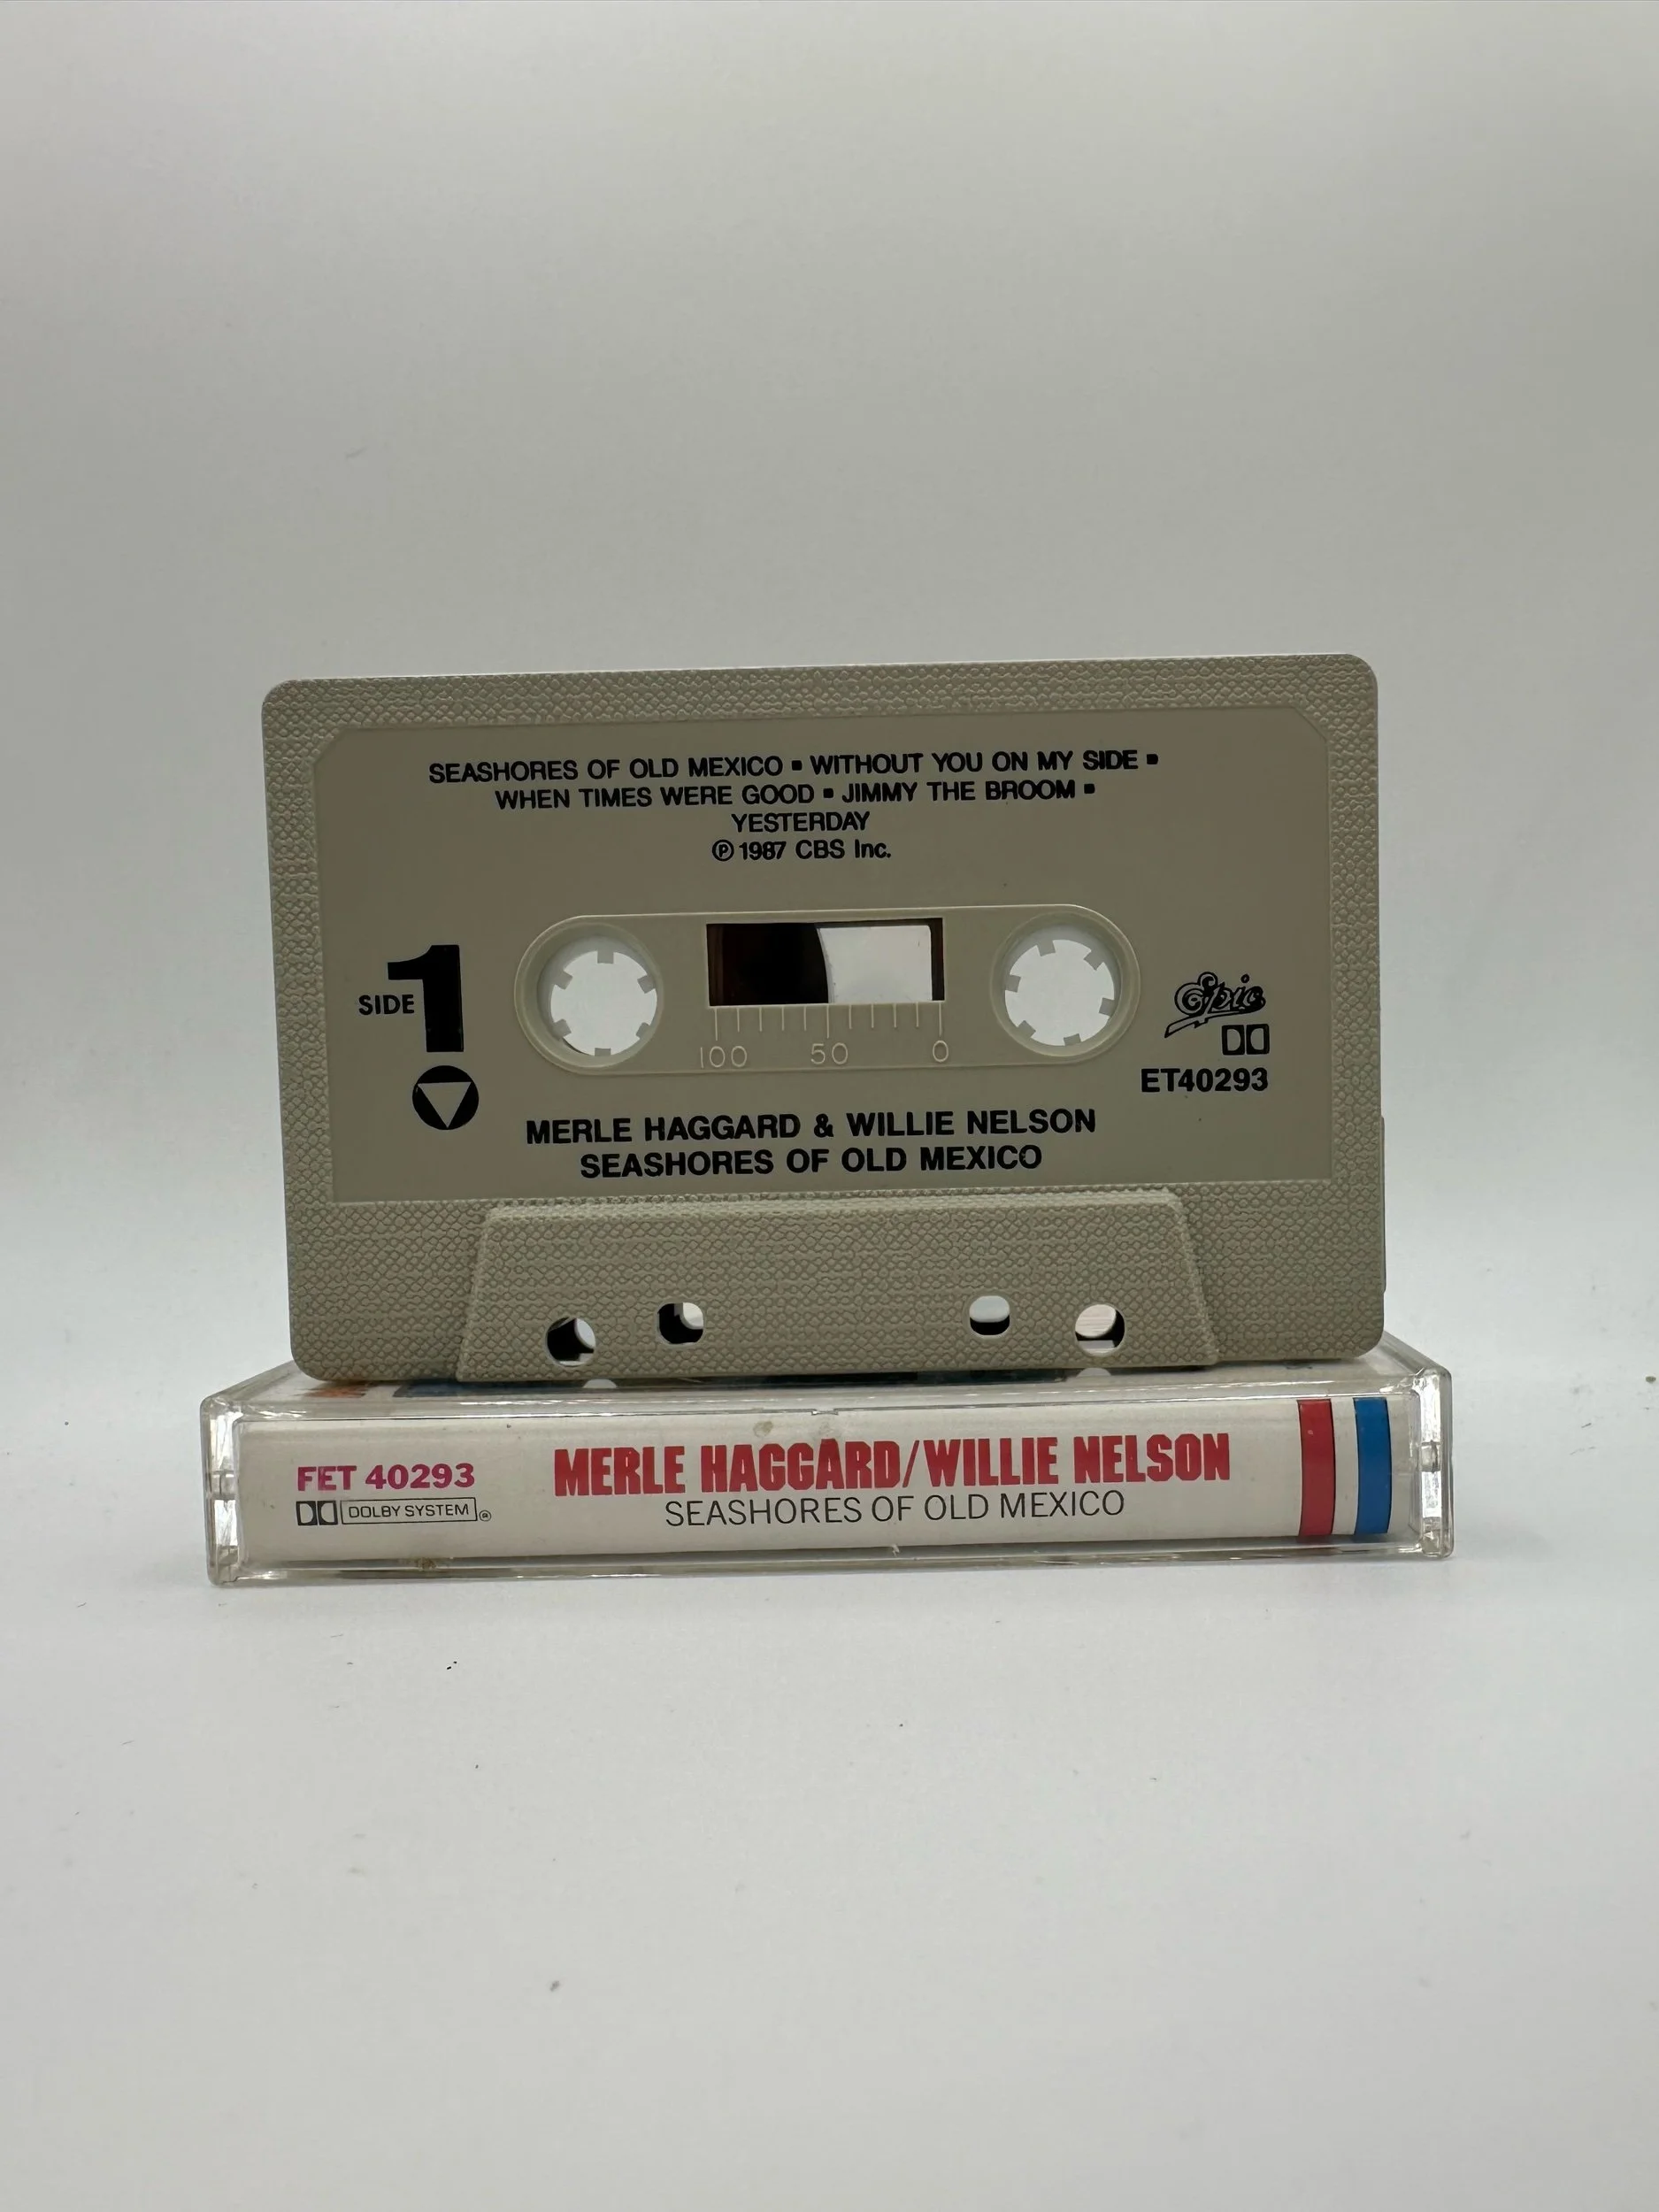 SEASHORES OF OLD MEXICO ▪ WITHOUT YOU ON MY SIDE ▪
WHEN TIMES WERE GOOD ▪ JIMMY THE BROOM ▪
YESTERDAY
℗ 1987 CBS Inc.
SIDE 1
100 50 0
Epic
ET40293
MERLE HAGGARD & WILLIE NELSON
SEASHORES OF OLD MEXICO
FET 40293
DOLBY SYSTEM ®
MERLE HAGGARD/WILLIE NELSON
SEASHORES OF OLD MEXICO